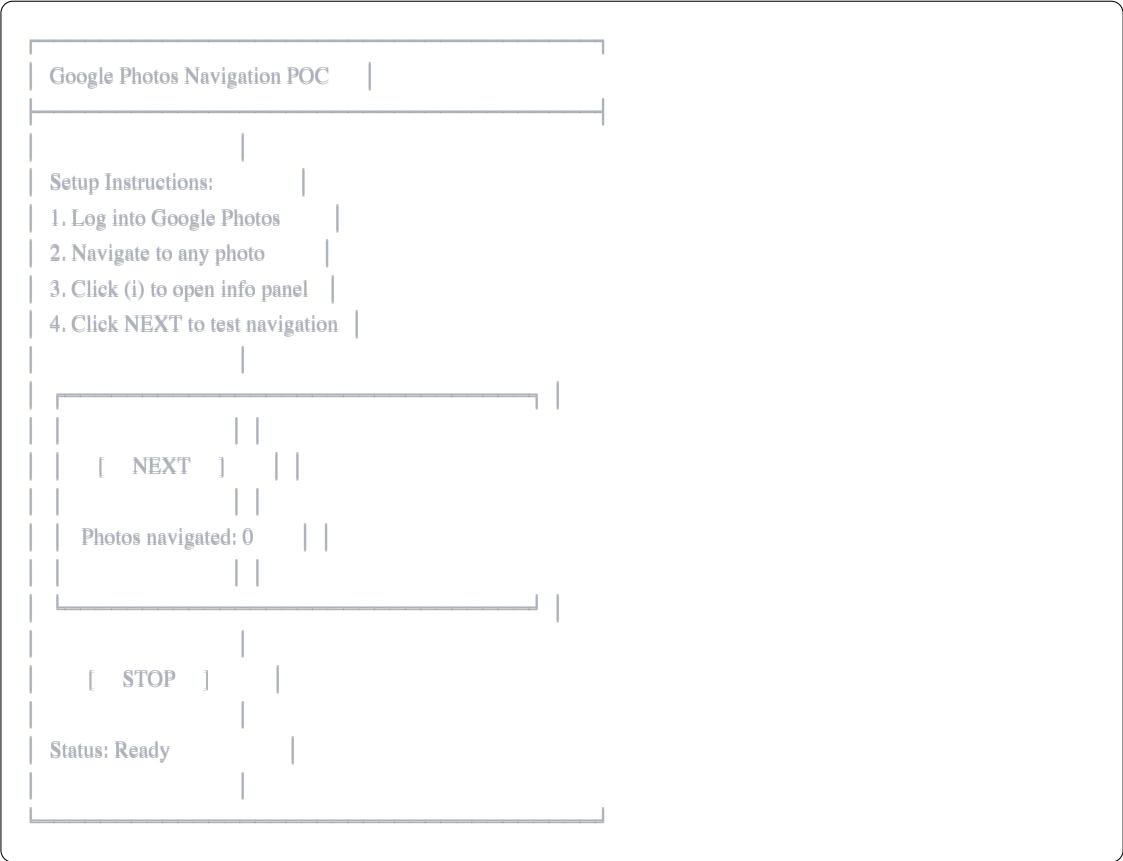 Google Photos Navigation POC
Setup Instructions:
1. Log into Google Photos
2. Navigate to any photo
3. Click (i) to open info panel
4. Click NEXT to test navigation
[ NEXT ]
Photos navigated: 0
[ STOP ]
Status: Ready